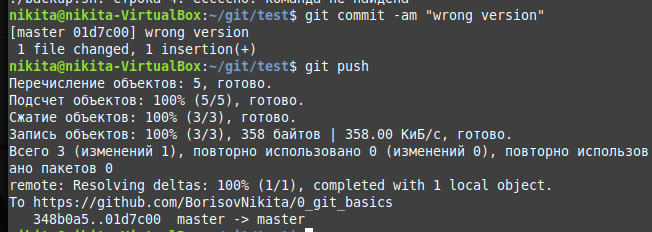 nikita@nikita-VirtualBox:~/git/test$ git commit -am "wrong version"
[master 01d7c00] wrong version
 1 file changed, 1 insertion(+)
nikita@nikita-VirtualBox:~/git/test$ git push
Перечисление объектов: 5, готово.
Подсчет объектов: 100% (5/5), готово.
Сжатие объектов: 100% (3/3), готово.
Запись объектов: 100% (3/3), 358 байтов | 358.00 КиБ/с, готово.
Всего 3 (изменений 1), повторно использовано 0 (изменений 0), повторно использов
ано пакетов 0
remote: Resolving deltas: 100% (1/1), completed with 1 local object.
To https://github.com/BorisovNikita/0_git_basics
   348b0a5..01d7c00  master -> master